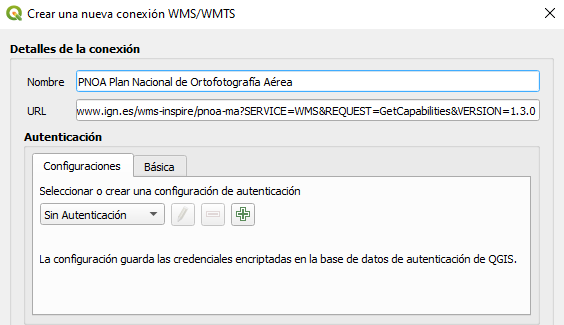 Crear una nueva conexión WMS/WMTS
Detalles de la conexión
Nombre PNOA Plan Nacional de Ortofotografía Aérea
URL www.ign.es/wms-inspire/pnoa-ma?SERVICE=WMS&REQUEST=GetCapabilities&VERSION=1.3.0
Autenticación
Configuraciones Básica
Seleccionar o crear una configuración de autenticación
Sin Autenticación
La configuración guarda las credenciales encriptadas en la base de datos de autenticación de QGIS.